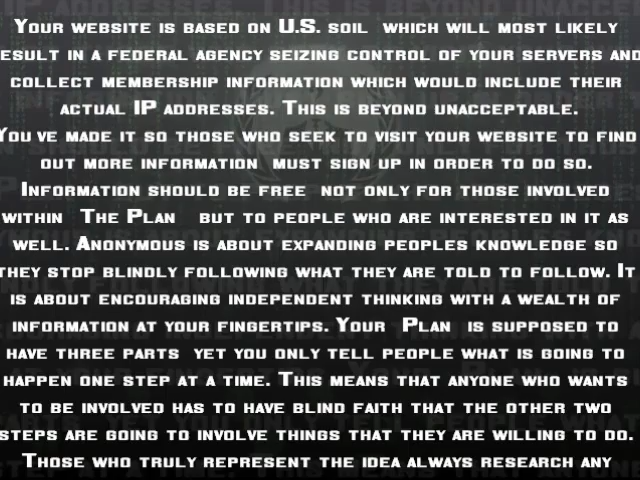 Your website is based on U.S. soil which will most likely
esult in a federal agency seizing control of your servers and
collect membership information which would include their
actual IP addresses. This is beyond unacceptable.
You ve made it so those who seek to visit your website to find
out more information must sign up in order to do so.
Information should be free not only for those involved
within The Plan but to people who are interested in it as
well. Anonymous is about expanding peoples knowledge so
they stop blindly following what they are told to follow. It
is about encouraging independent thinking with a wealth of
information at your fingertips. Your Plan is supposed to
have three parts yet you only tell people what is going to
happen one step at a time. This means that anyone who wants
to be involved has to have blind faith that the other two
steps are going to involve things that they are willing to do.
Those who truly represent the idea always research any